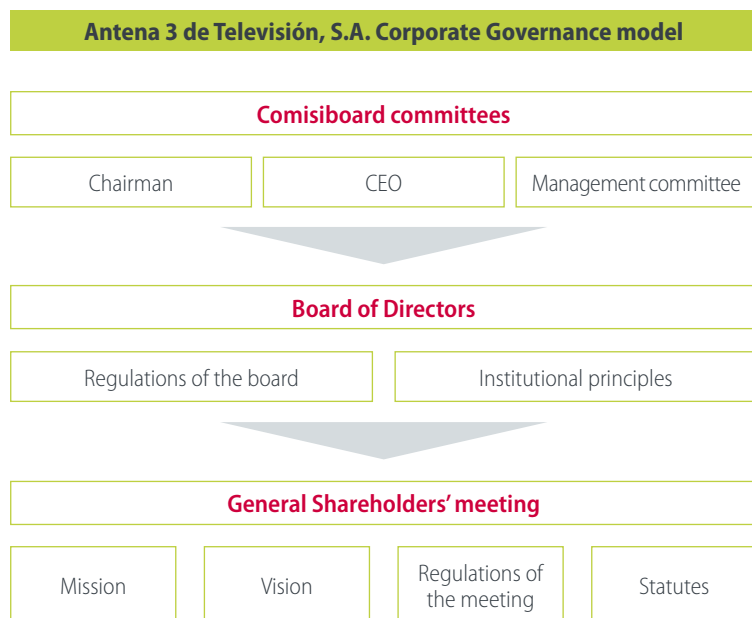 Antena 3 de Televisión, S.A. Corporate Governance model
Comisiboard committees
Chairman
CEO
Management committee
Board of Directors
Regulations of the board
Institutional principles
General Shareholders’ meeting
Mission
Vision
Regulations of
the meeting
Statutes